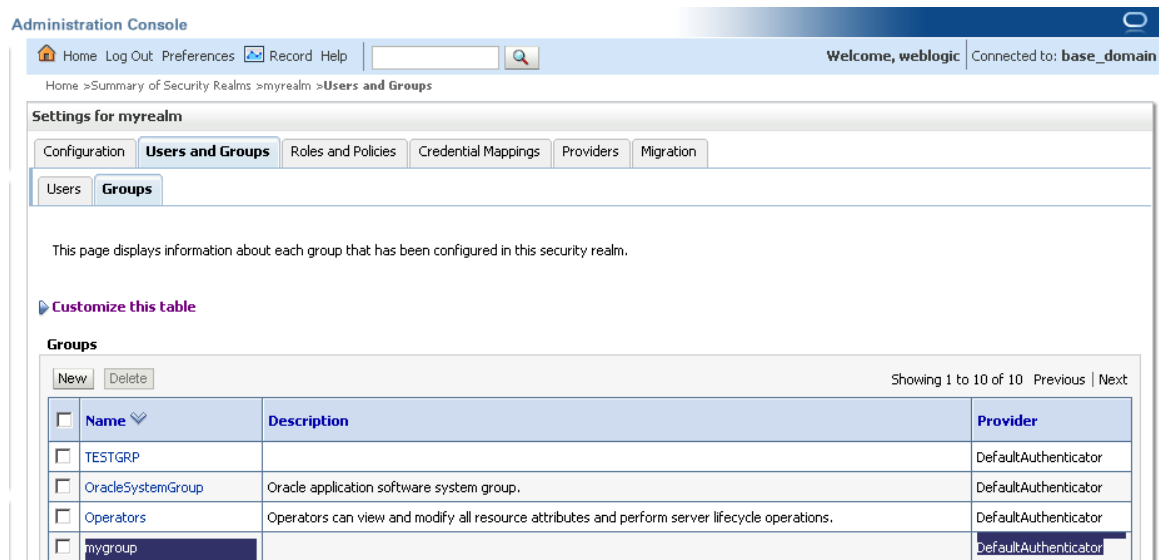 Administration Console
Home Log Out Preferences Record Help
Welcome, weblogic Connected to: base_domain
Home >Summary of Security Realms >myrealm >Users and Groups
Settings for myrealm
Configuration Users and Groups Roles and Policies Credential Mappings Providers Migration
Users Groups
This page displays information about each group that has been configured in this security realm.
Customize this table
Groups
New Delete Showing 1 to 10 of 10 Previous | Next
Name Description Provider
TESTGRP DefaultAuthenticator
OracleSystemGroup Oracle application software system group. DefaultAuthenticator
Operators Operators can view and modify all resource attributes and perform server lifecycle operations. DefaultAuthenticator
mygroup DefaultAuthenticator